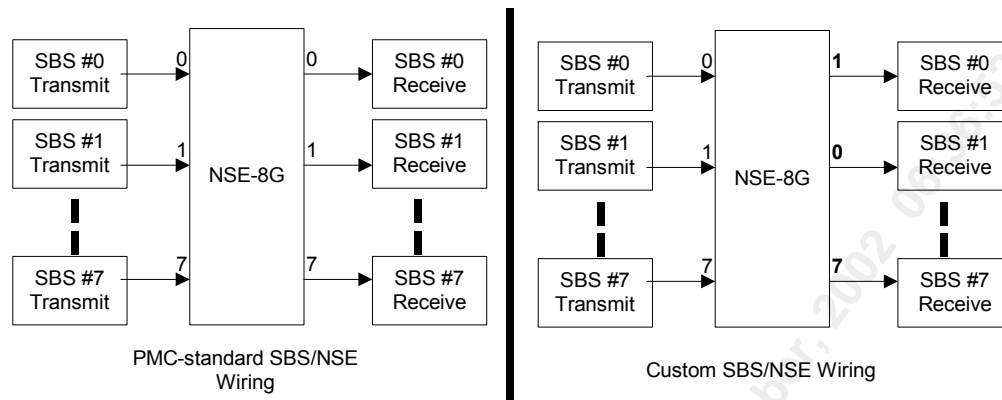 SBS #0
Transmit
0
0
SBS #0
Receive
SBS #1
Transmit
1
NSE-8G
1
SBS #1
Receive
SBS #7
Transmit
7
7
SBS #7
Receive
PMC-standard SBS/NSE
Wiring
SBS #0
Transmit
0
1
SBS #0
Receive
SBS #1
Transmit
1
NSE-8G
0
SBS #1
Receive
SBS #7
Transmit
7
7
SBS #7
Receive
Custom SBS/NSE Wiring